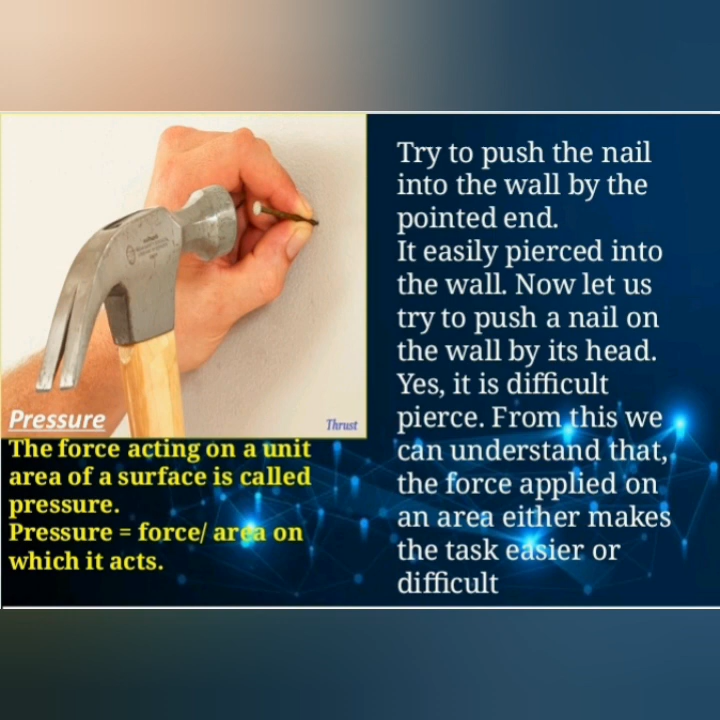 Pressure
Thrust
The force acting on a unit
area of a surface is called
pressure.
Pressure = force/ area on
which it acts.
Try to push the nail
into the wall by the
pointed end.
It easily pierced into
the wall. Now let us
try to push a nail on
the wall by its head.
Yes, it is difficult
pierce. From this we
can understand that,
the force applied on
an area either makes
the task easier or
difficult